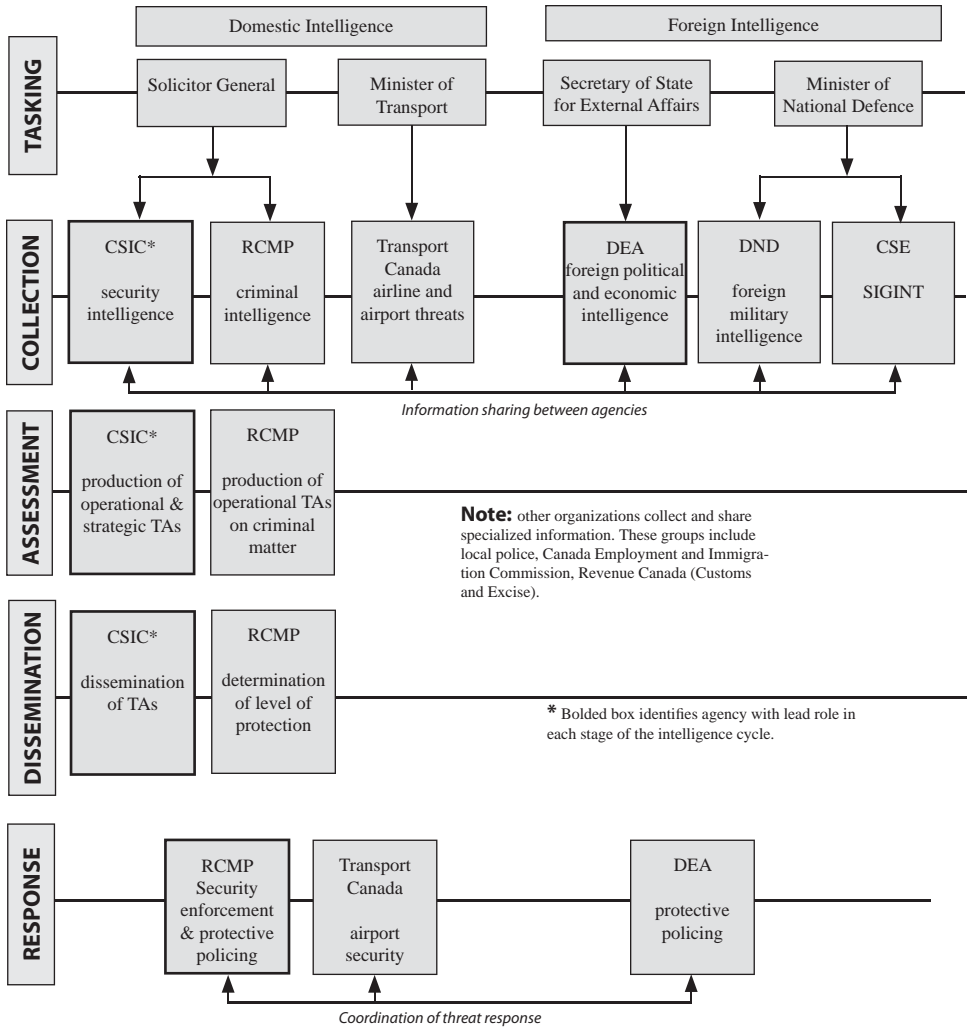 Domestic Intelligence
Foreign Intelligence
TASKING
Solicitor General
Minister of
Transport
Secretary of State
for External Affairs
Minister of
National Defence
COLLECTION
CSIC*
security
intelligence
RCMP
criminal
intelligence
Transport
Canada
airline and
airport threats
DEA
foreign political
and economic
intelligence
DND
foreign
military
intelligence
CSE
SIGINT
Information sharing between agencies
ASSESSMENT
CSIC*
production of
operational &
strategic TAs
RCMP
production of
operational TAs
on criminal
matter
Note: other organizations collect and share
specialized information. These groups include
local police, Canada Employment and Immigra-
tion Commission, Revenue Canada (Customs
and Excise).
DISSEMINATION
CSIC*
dissemination
of TAs
RCMP
determination
of level of
protection
* Bolded box identifies agency with lead role in
each stage of the intelligence cycle.
RESPONSE
RCMP
Security
enforcement
& protective
policing
Transport
Canada
airport
security
DEA
protective
policing
Coordination of threat response